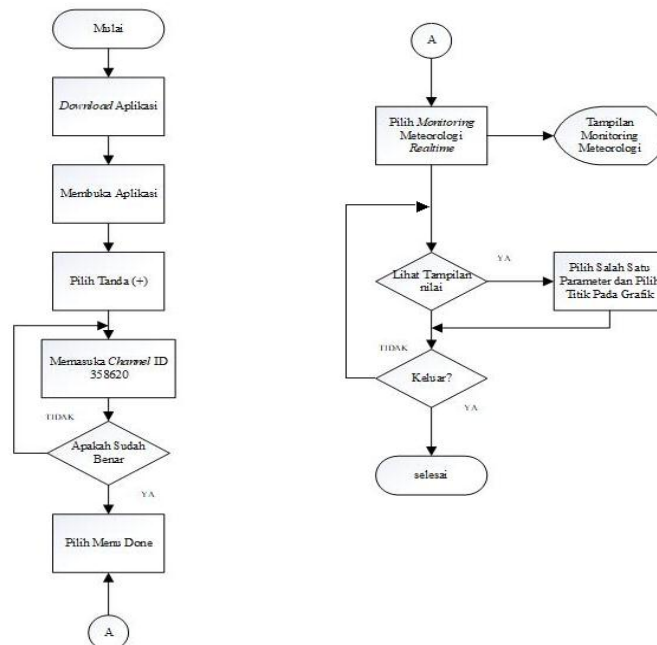 Mulai
Download Aplikasi
Membuka Aplikasi
Pilih Tanda (+)
Memasuka Channel ID
358620
TIDAK
Apakah Sudah
Benar
YA
Pilih Menu Done
A
A
Pilih Monitoring
Meteorologi
Realtime
Tampilan
Monitoring
Meteorologi
Lihat Tampilan
nilai
YA
Pilih Salah Satu
Parameter dan Pilih
Titik Pada Grafik
TIDAK
Keluar?
YA
selesai